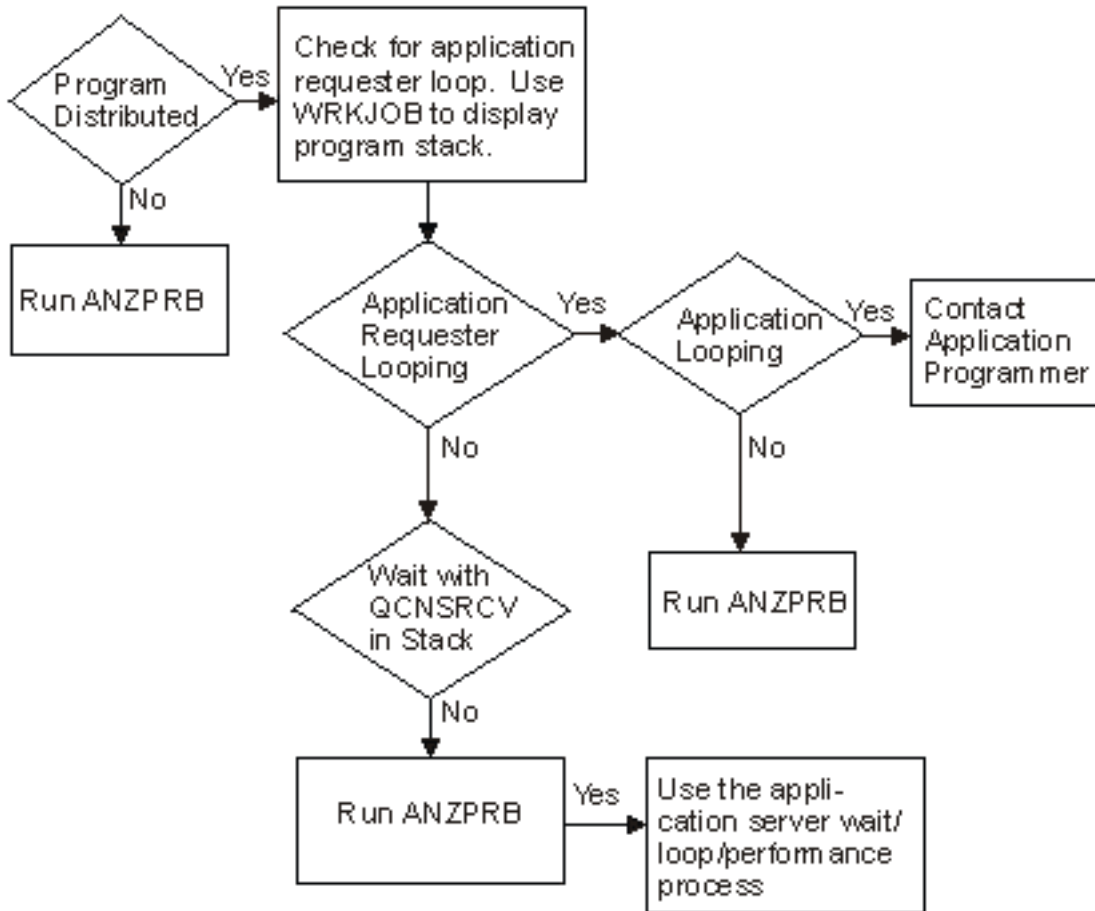 Program
Distributed
Yes
Check for application
requester loop. Use
WRKJOB to display
program stack.
No
Run ANZPRB
Application
Requester
Looping
Yes
Application
Looping
Yes
Contact
Application
Programmer
No
No
Wait with
QCNSRCV
in Stack
Run ANZPRB
No
Run ANZPRB
Yes
Use the appli-
cation server wait/
loop/performance
process